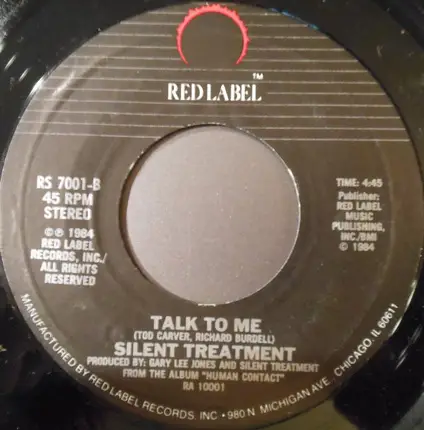 ™
RED LABEL
RS 7001-B
45 RPM
STEREO
©℗ 1984
RED LABEL
RECORDS, INC./
ALL RIGHTS
RESERVED
TIME: 4:45
Publisher:
RED LABEL
MUSIC
PUBLISHING,
INC./BMI
© 1984
TALK TO ME
(TOD CARVER, RICHARD BURDELL)
SILENT TREATMENT
PRODUCED BY: GARY LEE JONES AND SILENT TREATMENT
FROM THE ALBUM "HUMAN CONTACT"
RA 10001
MANUFACTURED BY RED LABEL RECORDS, INC. • 980 N. MICHIGAN AVE., CHICAGO, IL 60611